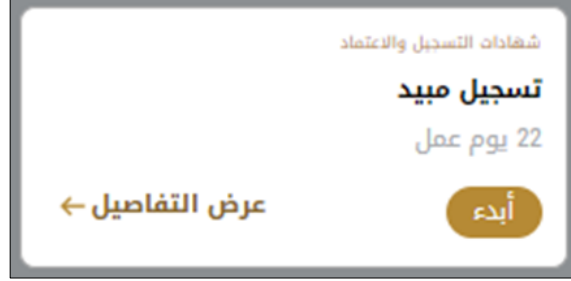 شهادات التسجيل والاعتماد
تسجيل مبيد
22 يوم عمل
أبدء
عرض التفاصيل ←